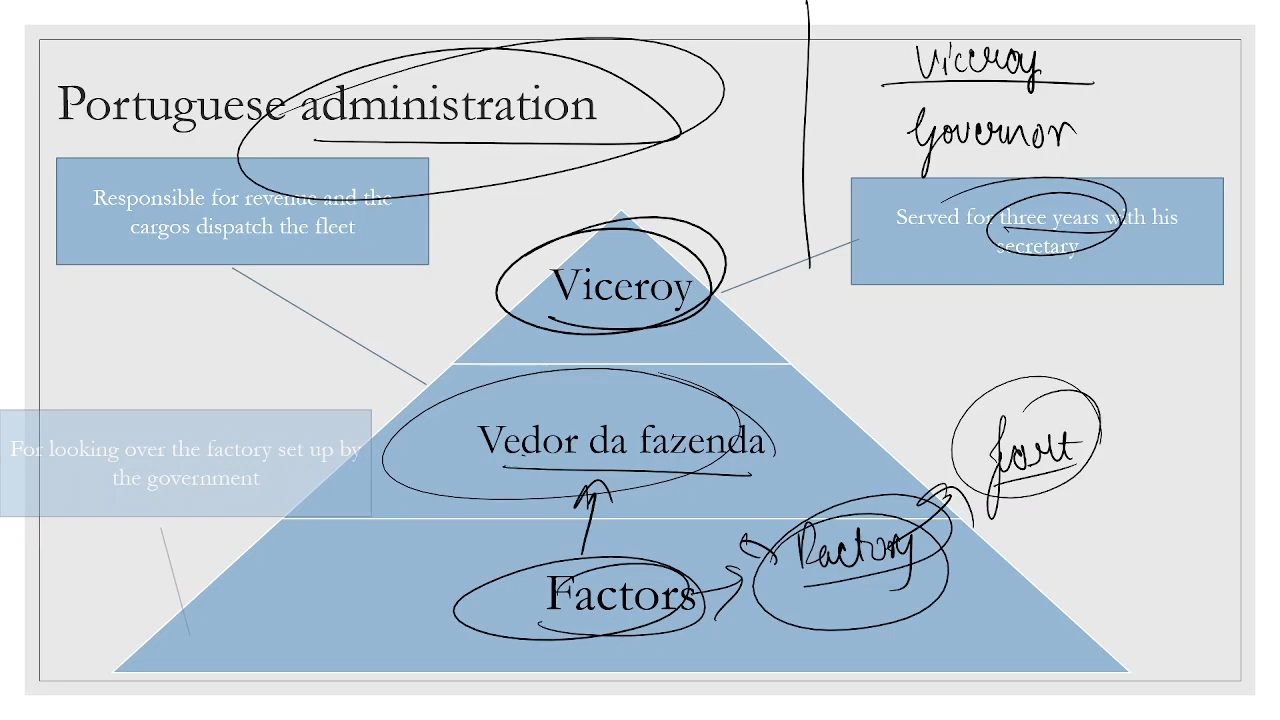 Viceroy
Portuguese administration
Governor
Responsible for revenue and the
cargos dispatch the fleet
Served for three years with his
secretary
Viceroy
Vedor da fazenda
fort
For looking over the factory set up by
the government
Factory
Factors